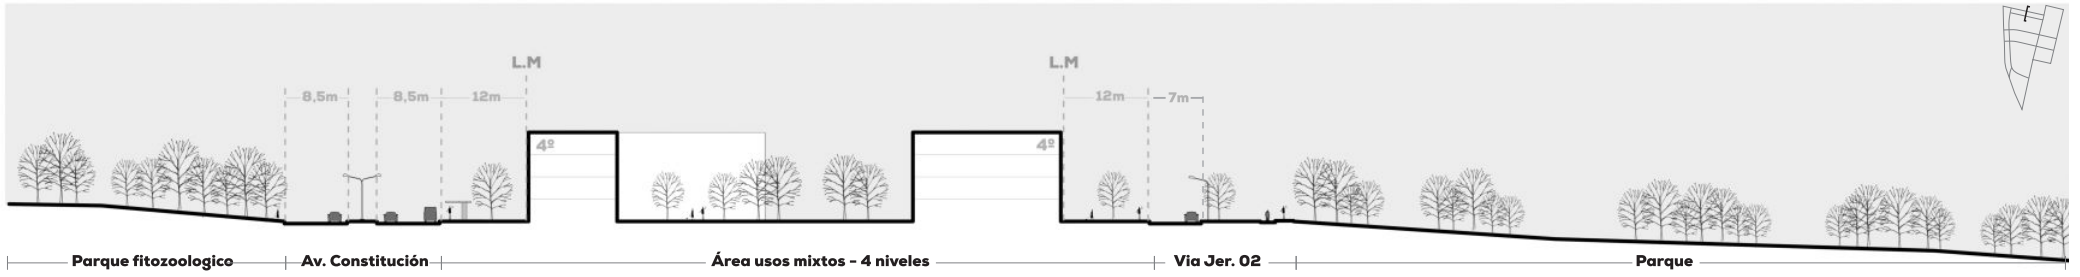 L.M L.M
8,5m 8,5m 12m 12m 7m
4º 4º
Parque fitozoologico Av. Constitución Área usos mixtos - 4 niveles Via Jer. 02 Parque